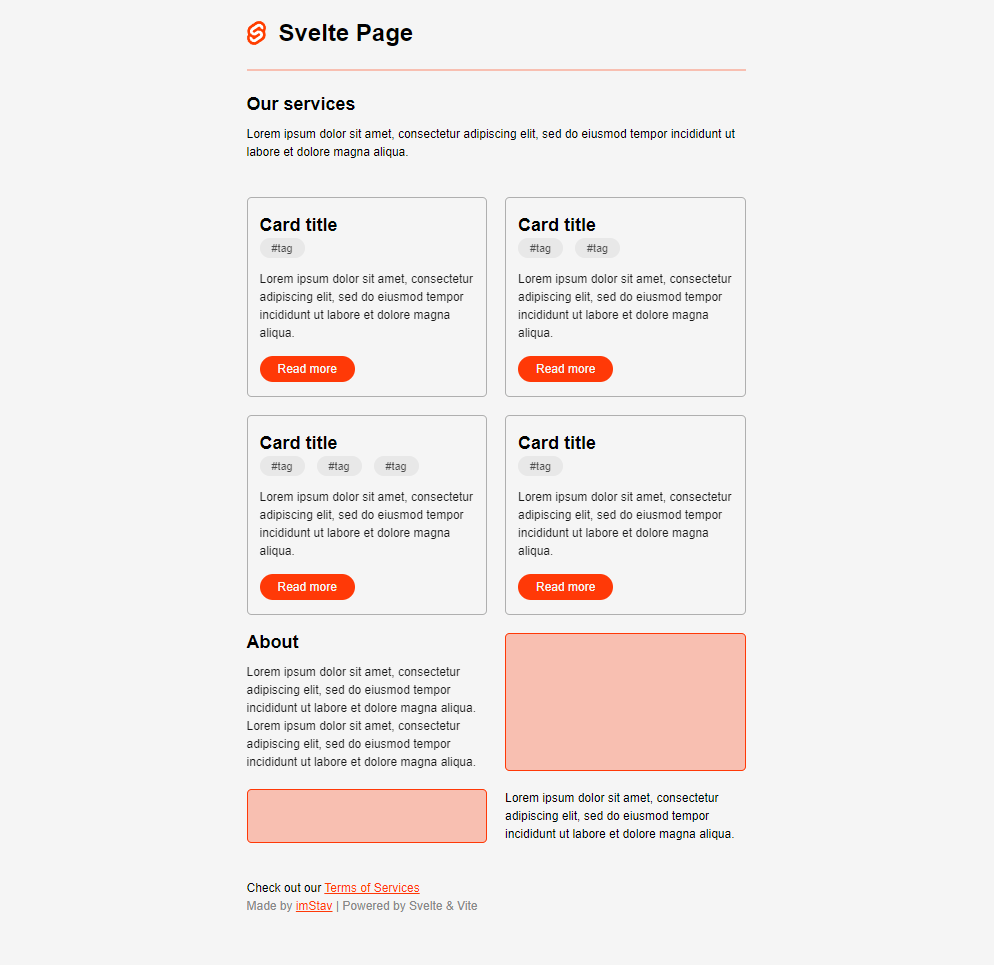 Svelte Page
Our services
Lorem ipsum dolor sit amet, consectetur adipiscing elit, sed do eiusmod tempor incididunt ut
labore et dolore magna aliqua.
Card title
#tag
Lorem ipsum dolor sit amet, consectetur
adipiscing elit, sed do eiusmod tempor
incididunt ut labore et dolore magna
aliqua.
Read more
Card title
#tag #tag
Lorem ipsum dolor sit amet, consectetur
adipiscing elit, sed do eiusmod tempor
incididunt ut labore et dolore magna
aliqua.
Read more
Card title
#tag #tag #tag
Lorem ipsum dolor sit amet, consectetur
adipiscing elit, sed do eiusmod tempor
incididunt ut labore et dolore magna
aliqua.
Read more
Card title
#tag
Lorem ipsum dolor sit amet, consectetur
adipiscing elit, sed do eiusmod tempor
incididunt ut labore et dolore magna
aliqua.
Read more
About
Lorem ipsum dolor sit amet, consectetur
adipiscing elit, sed do eiusmod tempor
incididunt ut labore et dolore magna aliqua.
Lorem ipsum dolor sit amet, consectetur
adipiscing elit, sed do eiusmod tempor
incididunt ut labore et dolore magna aliqua.
Lorem ipsum dolor sit amet, consectetur
adipiscing elit, sed do eiusmod tempor
incididunt ut labore et dolore magna aliqua.
Check out our Terms of Services
Made by imStav | Powered by Svelte & Vite